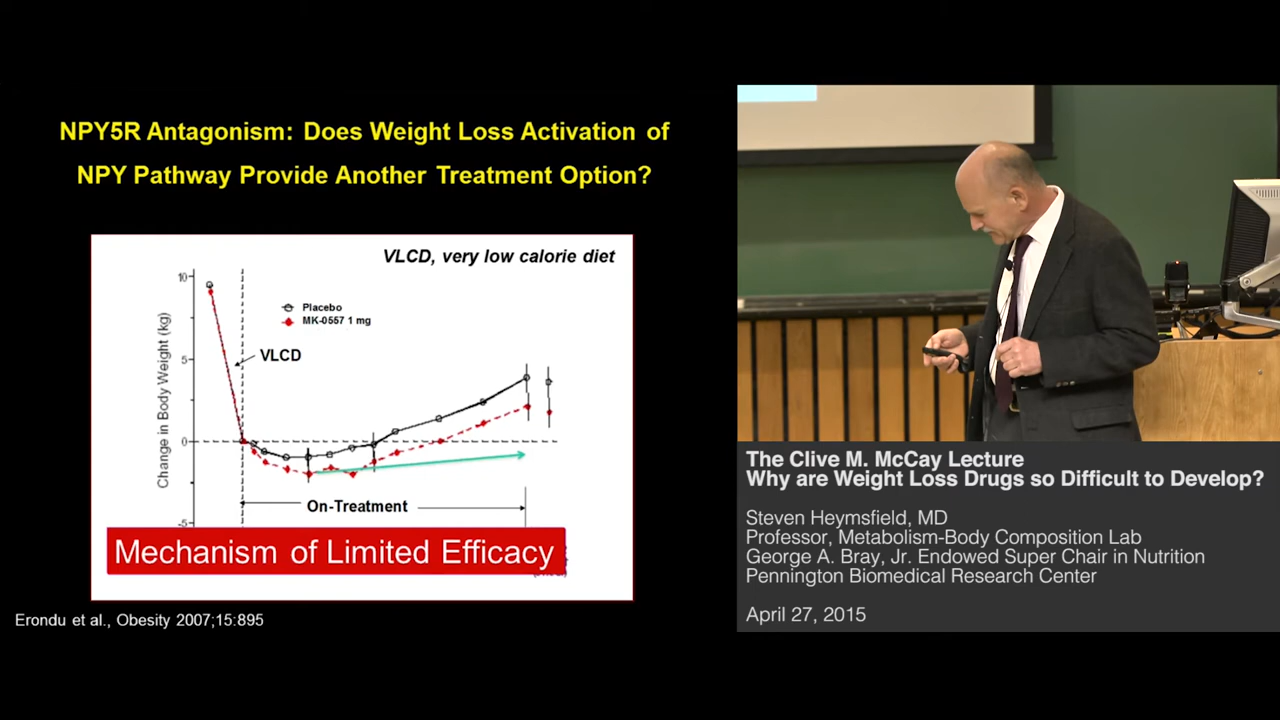 NPY5R Antagonism: Does Weight Loss Activation of
NPY Pathway Provide Another Treatment Option?
VLCD, very low calorie diet
10
Placebo
MK-0557 1 mg
VLCD
5
Change in Body Weight (kg)
0
On-Treatment
-5
Mechanism of Limited Efficacy
Erondu et al., Obesity 2007;15:895
The Clive M. McCay Lecture
Why are Weight Loss Drugs so Difficult to Develop?
Steven Heymsfield, MD
Professor, Metabolism-Body Composition Lab
George A. Bray, Jr. Endowed Super Chair in Nutrition
Pennington Biomedical Research Center
April 27, 2015